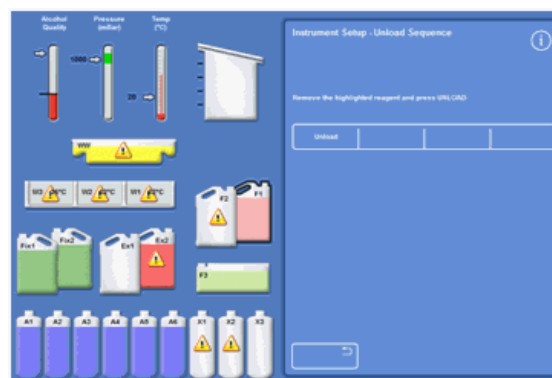 Alcohol Quality
Pressure (mbar)
Temp (°C)
1000
20
Instrument Setup - Unload Sequence
Remove the highlighted reagent and press UNLOAD
Unload
WW
W3 °C
W2 °C
W1 °C
F2
F1
Fix1
Fix2
Ex1
Ex2
F3
A1
A2
A3
A4
A5
A6
X1
X2
X3